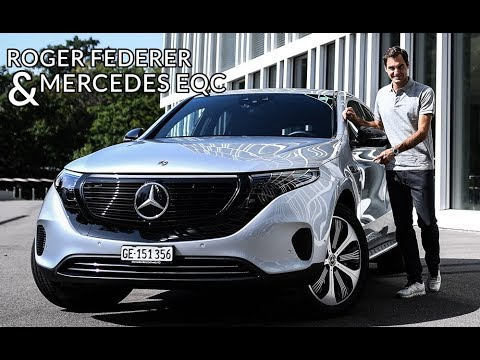 ROGER FEDERER
& MERCEDES EQC
GE·151 356